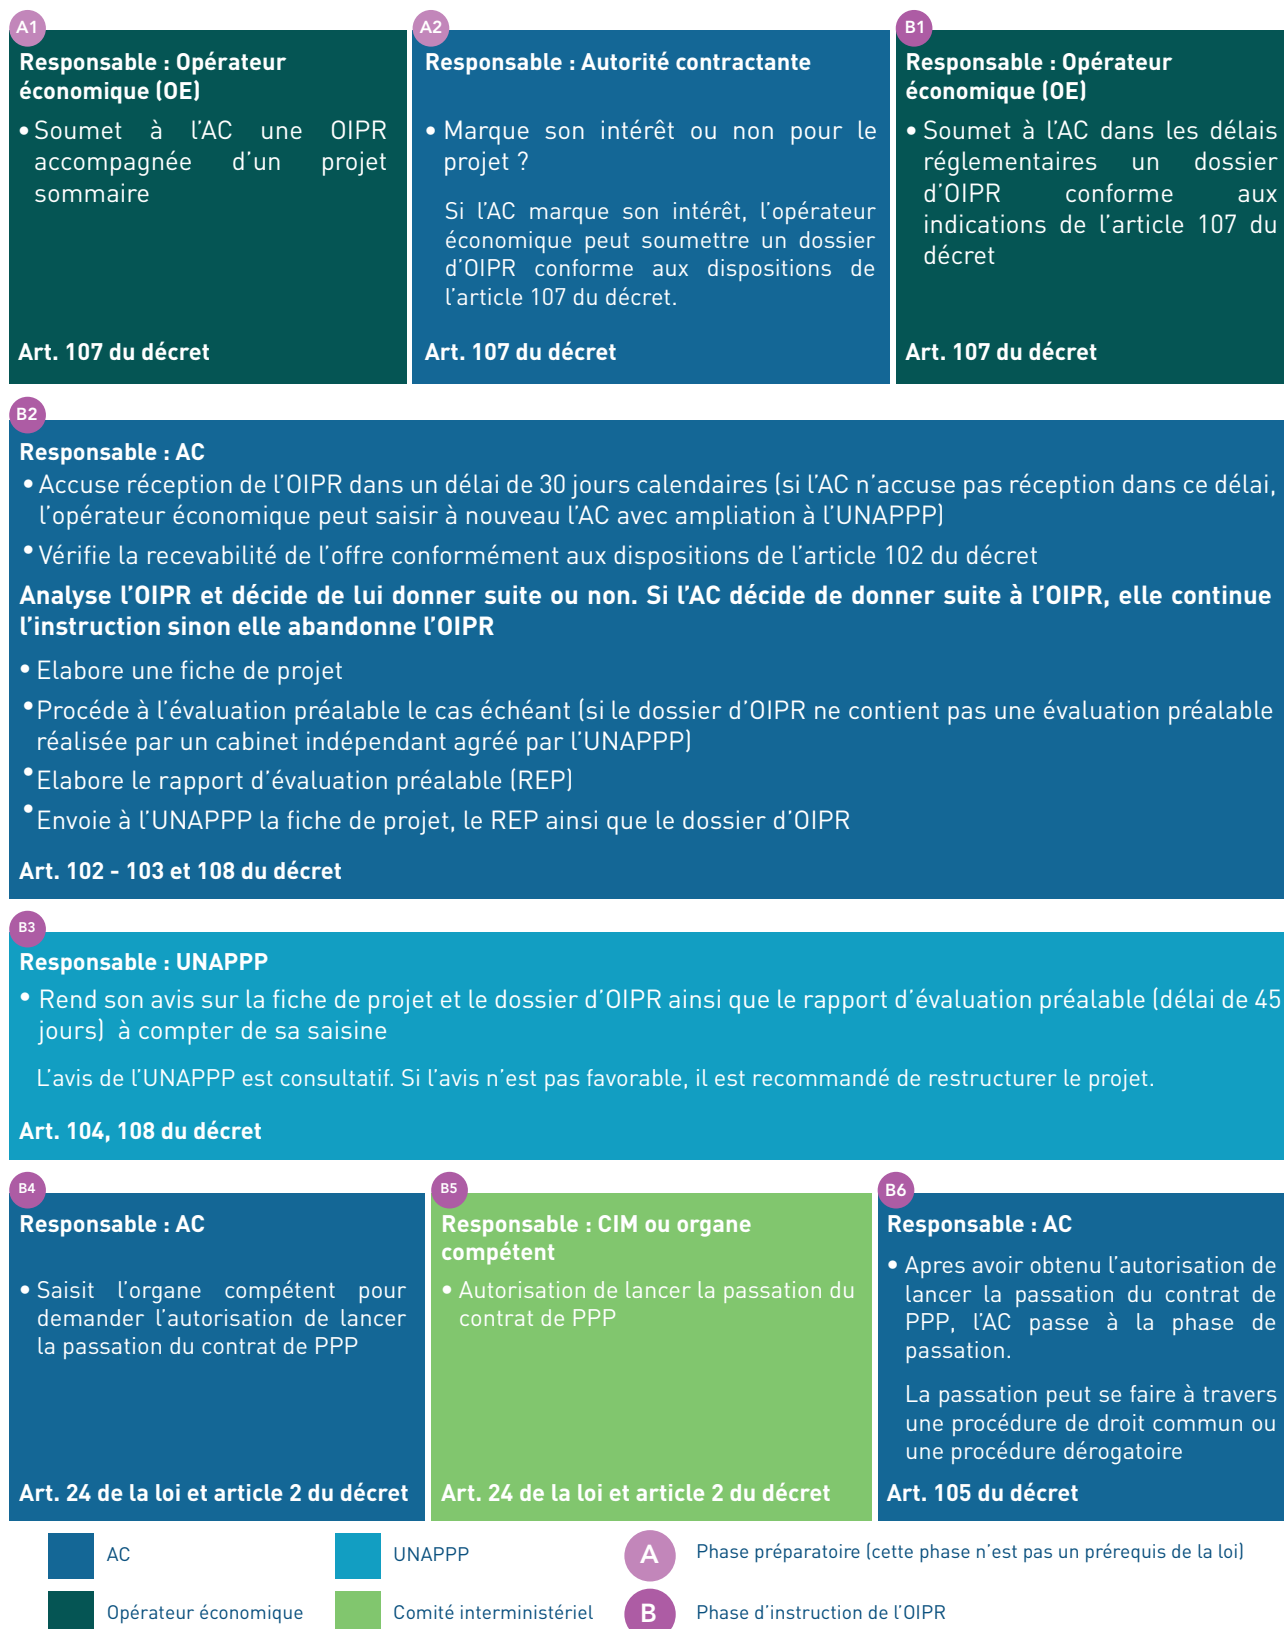 A1
Responsable : Opérateur
économique (OE)
• Soumet à l’AC une OIPR
accompagnée d’un projet
sommaire
Art. 107 du décret
A2
Responsable : Autorité contractante
• Marque son intérêt ou non pour le
projet ?
Si l’AC marque son intérêt, l’opérateur
économique peut soumettre un dossier
d’OIPR conforme aux dispositions de
l’article 107 du décret.
Art. 107 du décret
B1
Responsable : Opérateur
économique (OE)
• Soumet à l’AC dans les délais
réglementaires un dossier
d’OIPR conforme aux
indications de l’article 107 du
décret
Art. 107 du décret
B2
Responsable : AC
• Accuse réception de l’OIPR dans un délai de 30 jours calendaires (si l’AC n’accuse pas réception dans ce délai,
l’opérateur économique peut saisir à nouveau l’AC avec ampliation à l’UNAPPP)
• Vérifie la recevabilité de l’offre conformément aux dispositions de l’article 102 du décret
Analyse l’OIPR et décide de lui donner suite ou non. Si l’AC décide de donner suite à l’OIPR, elle continue
l’instruction sinon elle abandonne l’OIPR
• Elabore une fiche de projet
• Procéde à l’évaluation préalable le cas échéant (si le dossier d’OIPR ne contient pas une évaluation préalable
réalisée par un cabinet indépendant agréé par l’UNAPPP)
• Elabore le rapport d’évaluation préalable (REP)
• Envoie à l’UNAPPP la fiche de projet, le REP ainsi que le dossier d’OIPR
Art. 102 - 103 et 108 du décret
B3
Responsable : UNAPPP
• Rend son avis sur la fiche de projet et le dossier d’OIPR ainsi que le rapport d’évaluation préalable (délai de 45
jours) à compter de sa saisine
L’avis de l’UNAPPP est consultatif. Si l’avis n’est pas favorable, il est recommandé de restructurer le projet.
Art. 104, 108 du décret
B4
Responsable : AC
• Saisit l’organe compétent pour
demander l’autorisation de lancer
la passation du contrat de PPP
Art. 24 de la loi et article 2 du décret
B5
Responsable : CIM ou organe
compétent
• Autorisation de lancer la passation du
contrat de PPP
Art. 24 de la loi et article 2 du décret
B6
Responsable : AC
• Apres avoir obtenu l’autorisation de
lancer la passation du contrat de
PPP, l’AC passe à la phase de
passation.
La passation peut se faire à travers
une procédure de droit commun ou
une procédure dérogatoire
Art. 105 du décret
AC
UNAPPP
A Phase préparatoire (cette phase n’est pas un prérequis de la loi)
Opérateur économique
Comité interministériel
B Phase d’instruction de l’OIPR